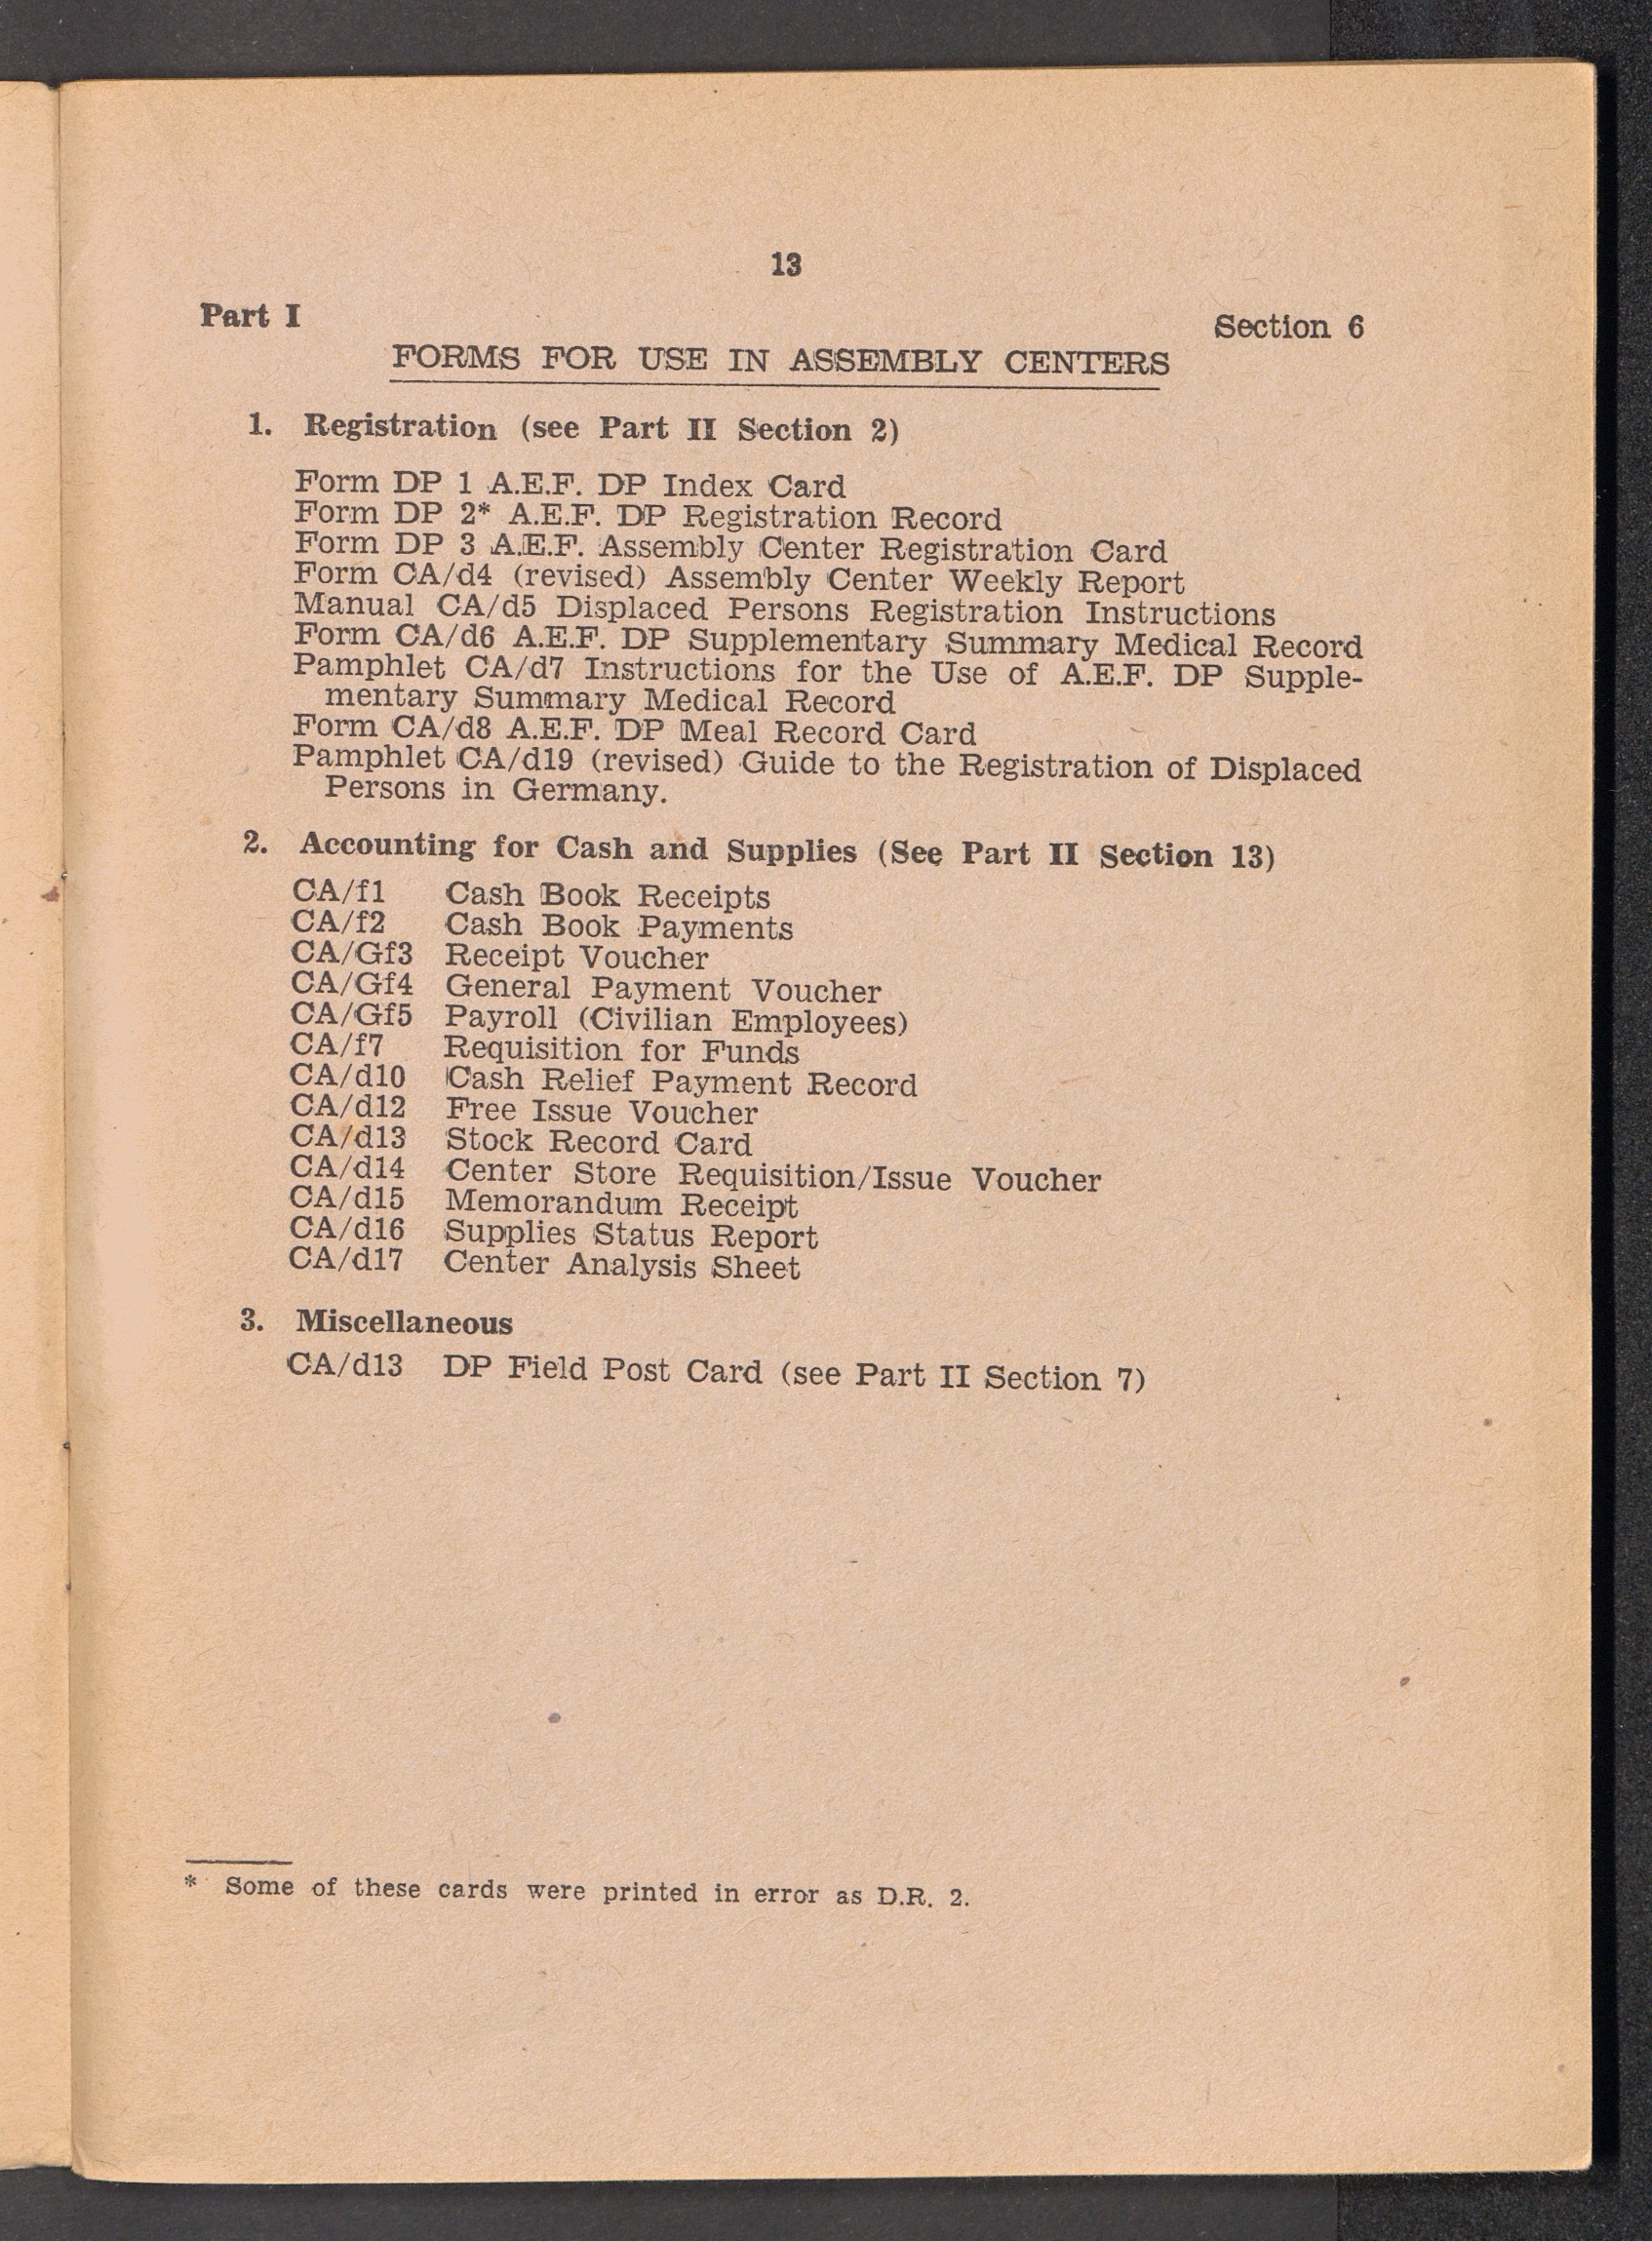 13
Part I
Section 6
FORMS FOR USE IN ASSEMBLY CENTERS
1. Registration (see Part II Section 2)
Form DP 1 A.E.F. DP Index Card
Form DP 2* A.E.F. DP Registration Record
Form DP 3 A.E.F. Assembly Center Registration Card
Form CA/d4 (revised) Assembly Center Weekly Report
Manual CA/d5 Displaced Persons Registration Instructions
Form CA/d6 A.E.F. DP Supplementary Summary Medical Record
Pamphlet CA/d7 Instructions for the Use of A.E.F. DP Supple-
mentary Summary Medical Record
Form CA/d8 A.E.F. DP Meal Record Card
Pamphlet CA/d19 (revised) Guide to the Registration of Displaced
Persons in Germany.
2. Accounting for Cash and Supplies (See Part II Section 13)
CA/f1 Cash Book Receipts
CA/f2 Cash Book Payments
CA/Gf3 Receipt Voucher
CA/Gf4 General Payment Voucher
CA/Gf5 Payroll (Civilian Employees)
CA/f7 Requisition for Funds
CA/d10 Cash Relief Payment Record
CA/d12 Free Issue Voucher
CA/d13 Stock Record Card
CA/d14 Center Store Requisition/Issue Voucher
CA/d15 Memorandum Receipt
CA/d16 Supplies Status Report
CA/d17 Center Analysis Sheet
3. Miscellaneous
CA/d13 DP Field Post Card (see Part II Section 7)
* Some of these cards were printed in error as D.R. 2.